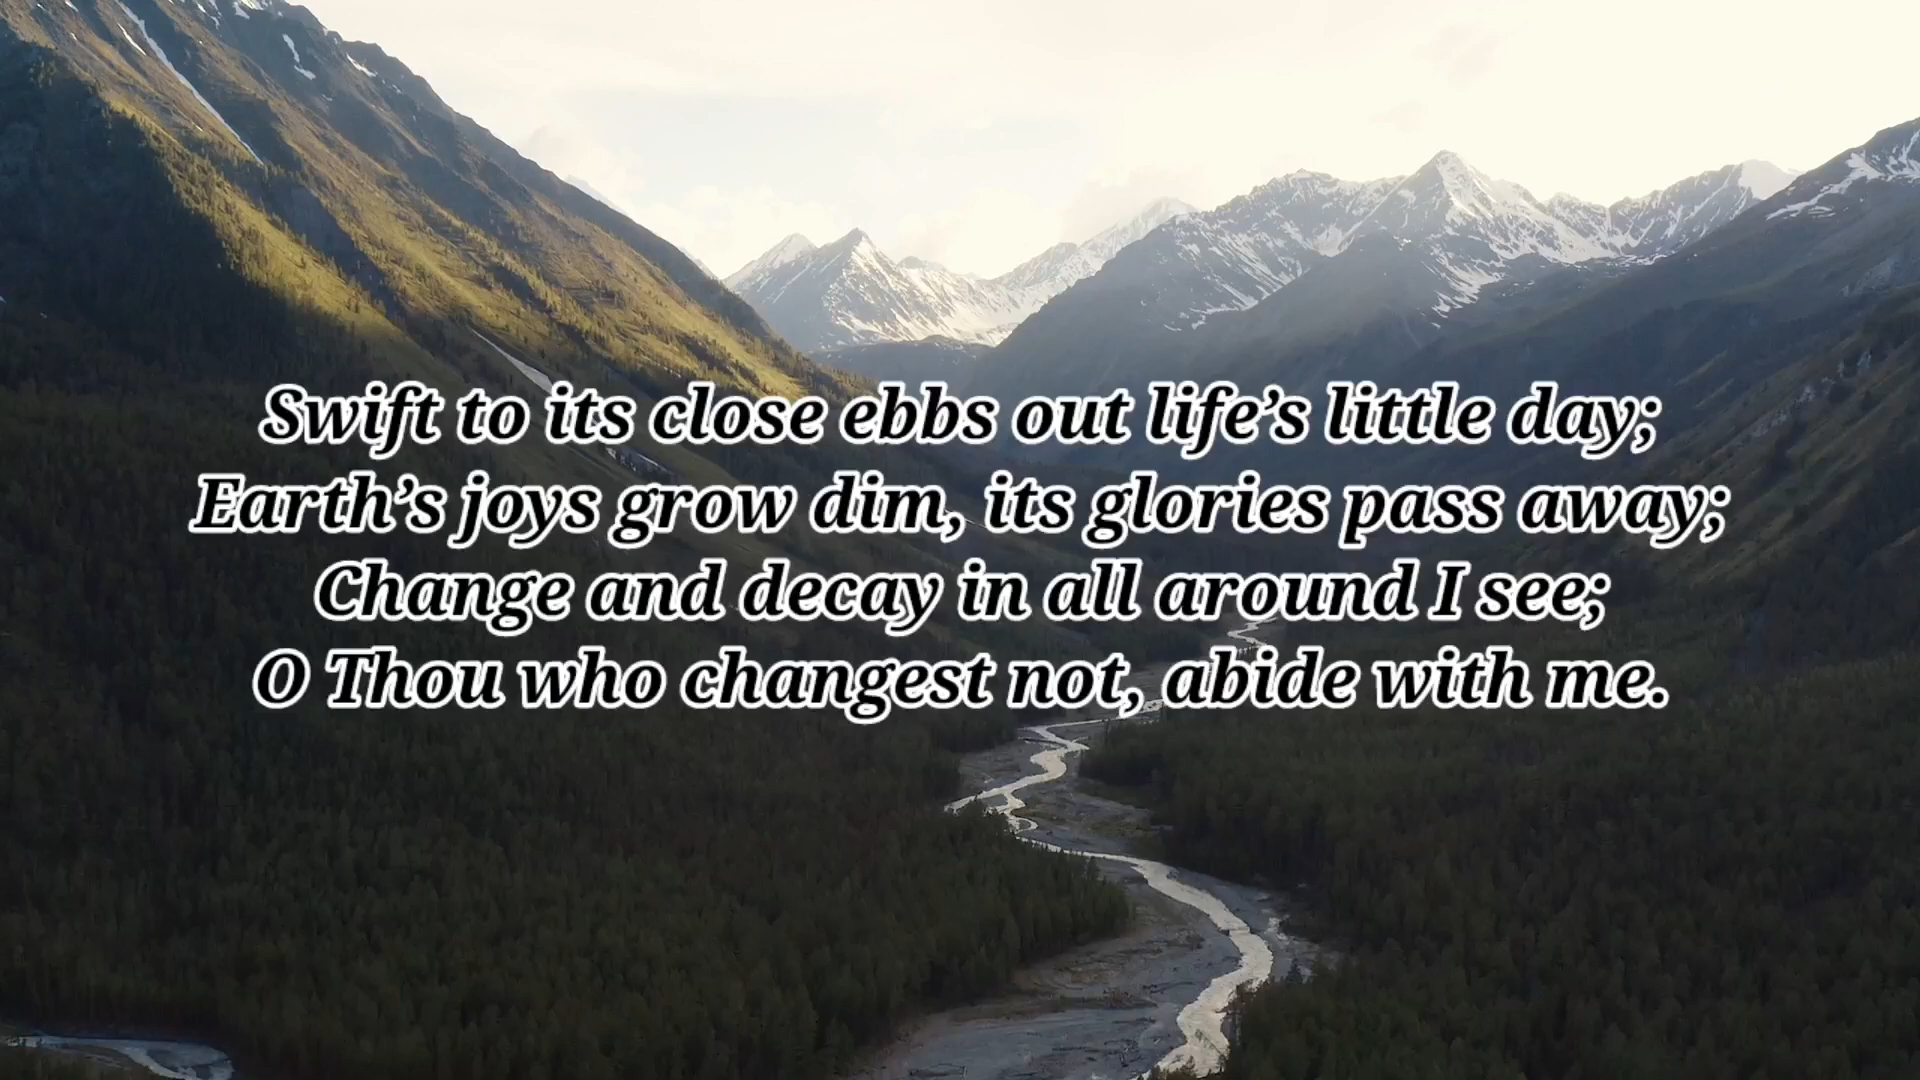 Swift to its close ebbs out life’s little day;
Earth’s joys grow dim, its glories pass away;
Change and decay in all around I see;
O Thou who changest not, abide with me.